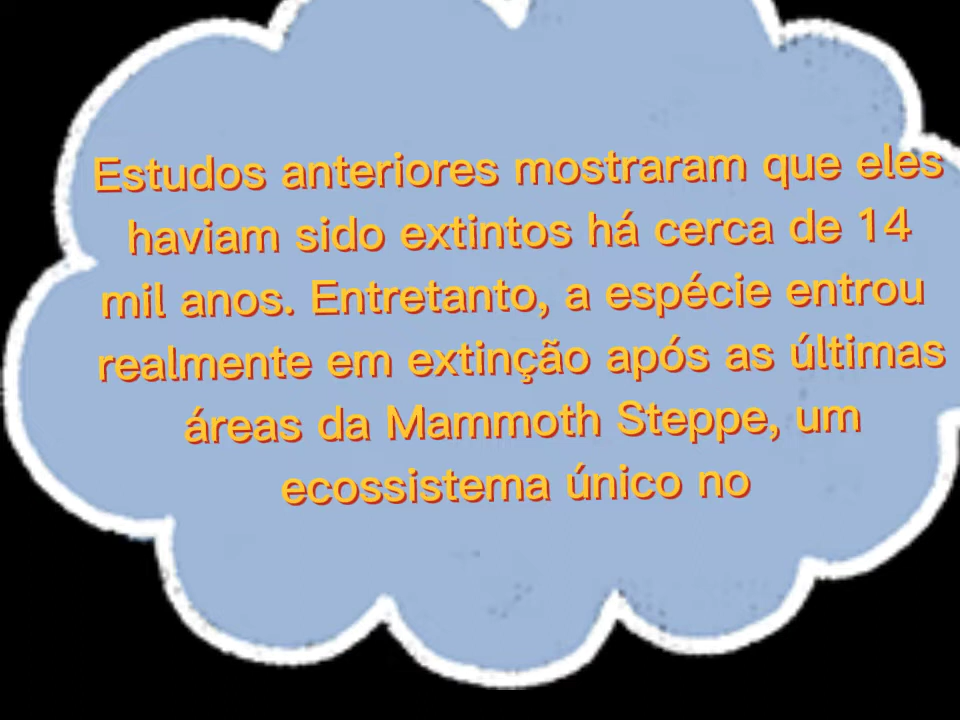 Estudos anteriores mostraram que eles
haviam sido extintos há cerca de 14
mil anos. Entretanto, a espécie entrou
realmente em extinção após as últimas
áreas da Mammoth Steppe, um
ecossistema único no